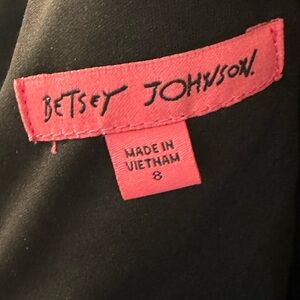 BETSEY JOHNSON.
MADE IN
VIETNAM
8